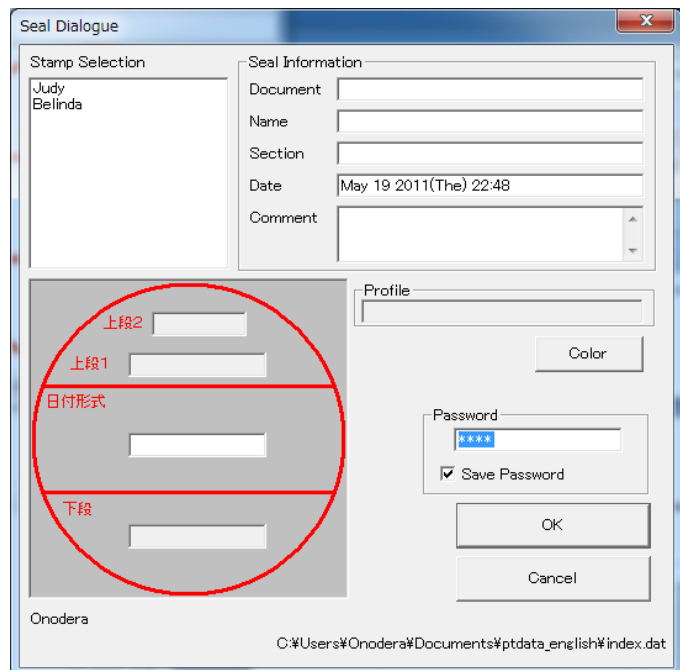 Seal Dialogue
Stamp Selection
Judy
Belinda
Seal Information
Document
Name
Section
Date May 19 2011(The) 22:48
Comment
上段2
上段1
日付形式
下段
Profile
Color
Password
****
Save Password
OK
Cancel
Onodera
C:¥Users¥Onodera¥Documents¥ptdata_english¥index.dat